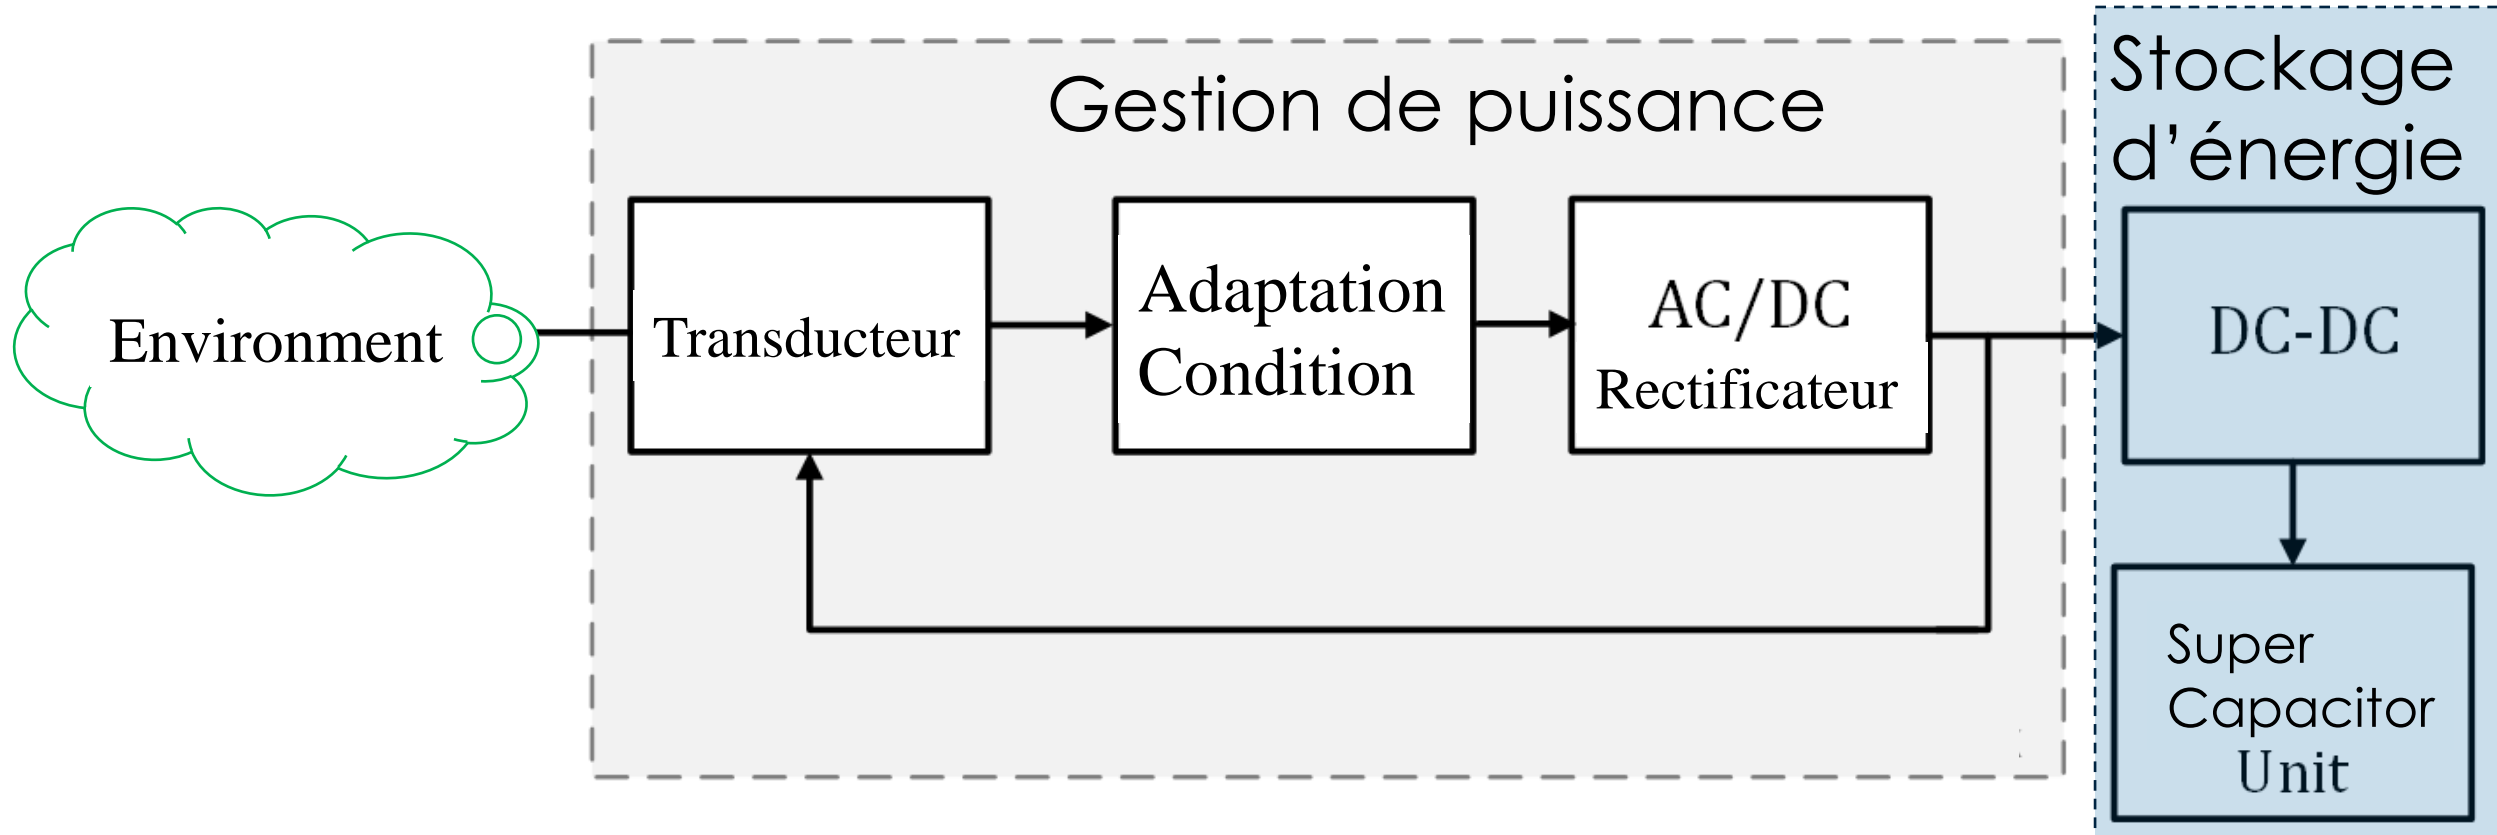 Gestion de puissance
Stockage
d'énergie
Environment
Transducteur
Adaptation
Condition
AC/DC
Rectificateur
DC-DC
Super
Capacitor
Unit